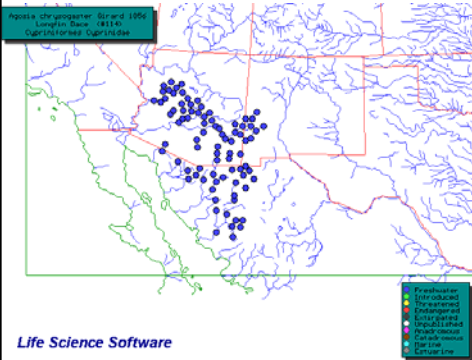 Agosia chrysogaster Girard 1856
Longfin Dace (#114)
Cypriniformes Cyprinidae
Freshwater
Introduced
Threatened
Endangered
Extirpated
Unpublished
Anadromous
Catadromous
Marine
Estuarine
Life Science Software